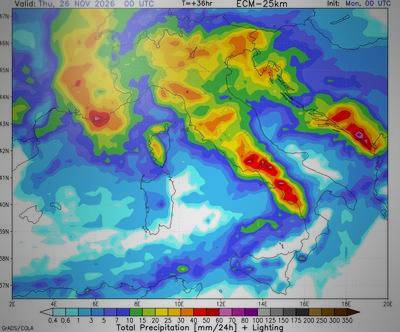 Valid: Thu, 26 NOV 2026 00 UTC T=+36hr ECM-25km Init: Mon, 00 UTC
47N
46N
45N
44N
43N
42N
41N
40N
39N
38N
37N
2E 4E 6E 8E 10E 12E 14E 16E 18E 20E
0.4 0.6 1 3 5 7 10 15 20 25 30 40 50 60 70 80 90 100 125 150 175 200 250 300 350
GrADS/COLA Total Precipitation [mm/24h] + Lighting